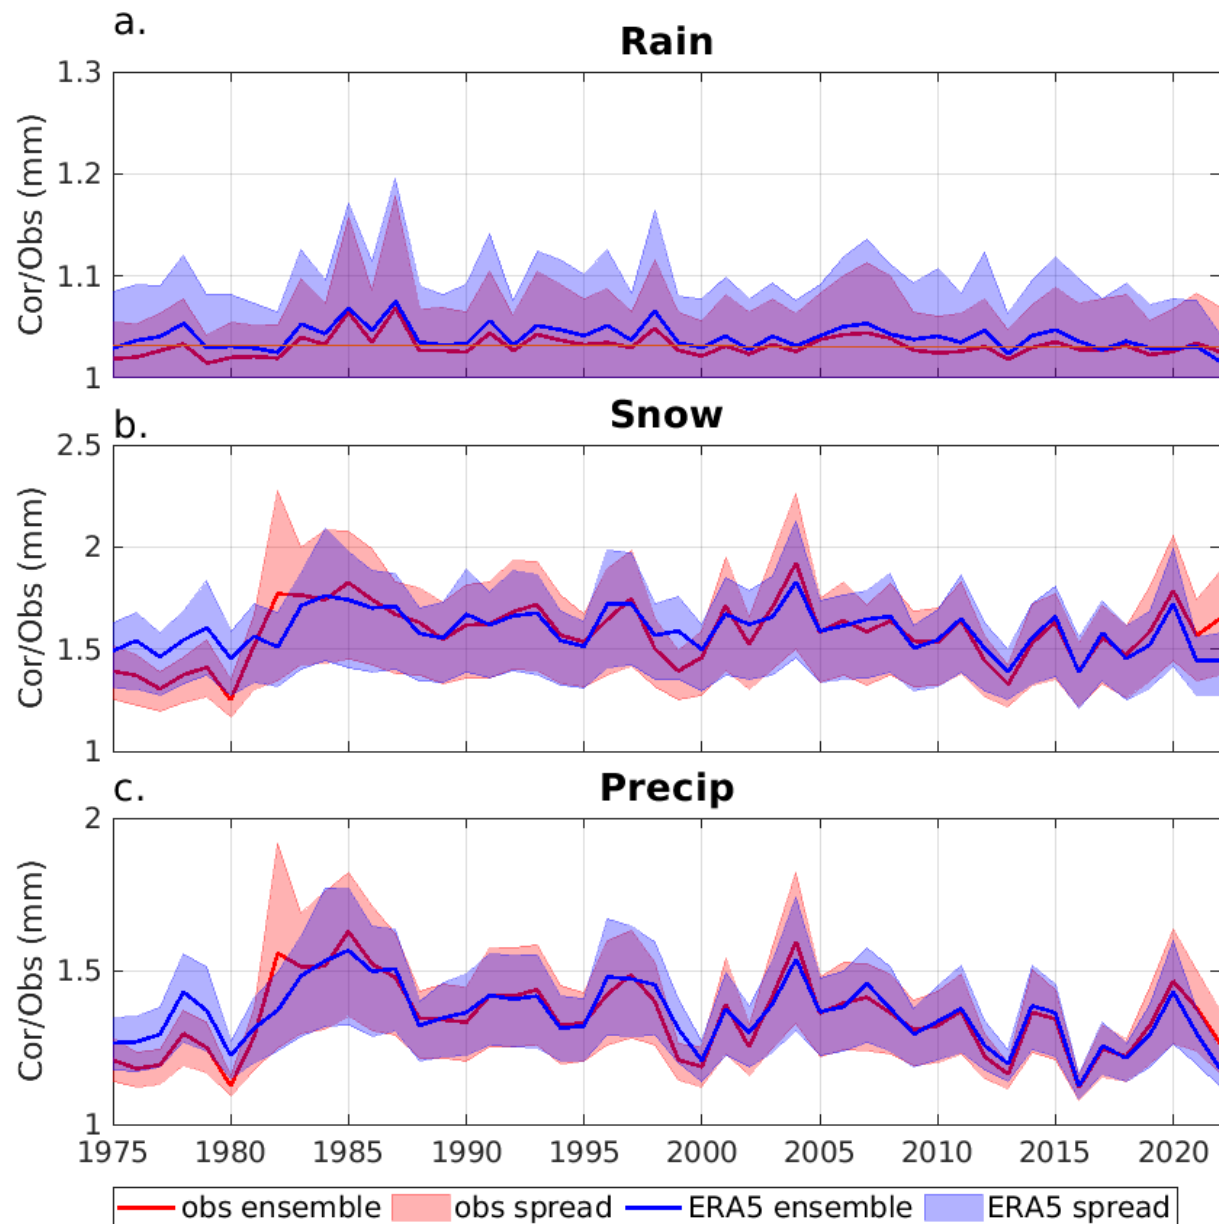 a.
Rain
1.3
1.2
1.1
1
Cor/Obs (mm)
b.
Snow
2.5
2
1.5
1
Cor/Obs (mm)
c.
Precip
2
1.5
1
Cor/Obs (mm)
1975 1980 1985 1990 1995 2000 2005 2010 2015 2020
obs ensemble obs spread ERA5 ensemble ERA5 spread